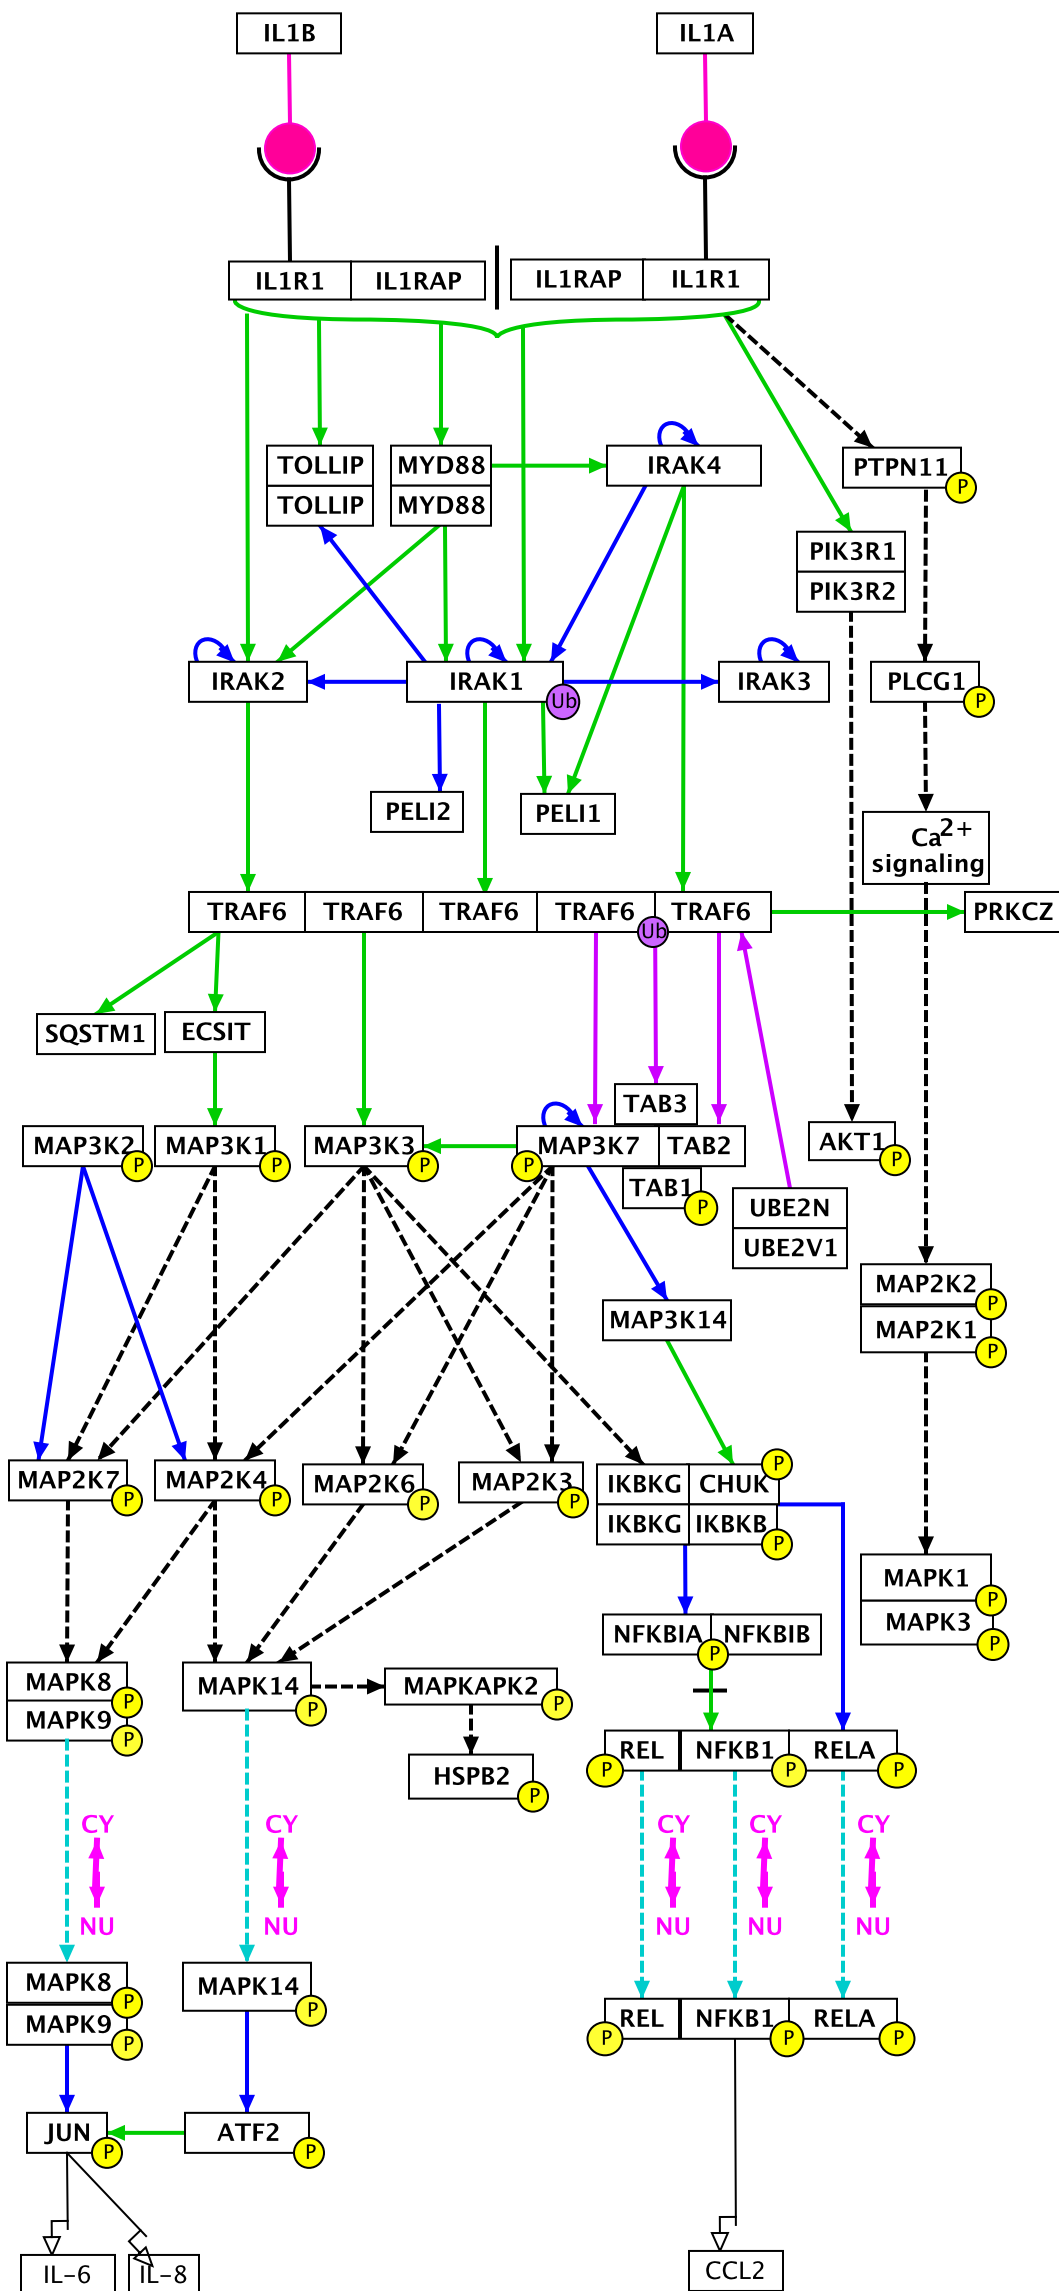 IL1B IL1A
IL1R1 IL1RAP IL1RAP IL1R1
TOLLIP MYD88 IRAK4 PTPN11
TOLLIP MYD88 P
PIK3R1
PIK3R2
IRAK2 IRAK1 IRAK3 PLCG1
Ub P
PELI2 PELI1
Ca2+
signaling
TRAF6 TRAF6 TRAF6 TRAF6 TRAF6 PRKCZ
Ub
SQSTM1 ECSIT
TAB3
MAP3K2 MAP3K1 MAP3K3 MAP3K7 TAB2 AKT1
P P P P P
TAB1
P
UBE2N
UBE2V1
MAP2K2
P
MAP3K14 MAP2K1
P
MAP2K7 MAP2K4 MAP2K6 MAP2K3 IKBKG CHUK P
P P P P
IKBKG IKBKB
P
MAPK1
P
MAPK3
P
NFKBIA NFKBIB
P
MAPK8 MAPK14 MAPKAPK2
P P P
MAPK9
P
REL NFKB1 RELA
P P P
HSPB2
P
CY CY CY CY CY
NU NU NU NU NU
MAPK8 MAPK14
P P
MAPK9 REL NFKB1 RELA
P P P P
JUN ATF2
P P
IL-6 IL-8 CCL2